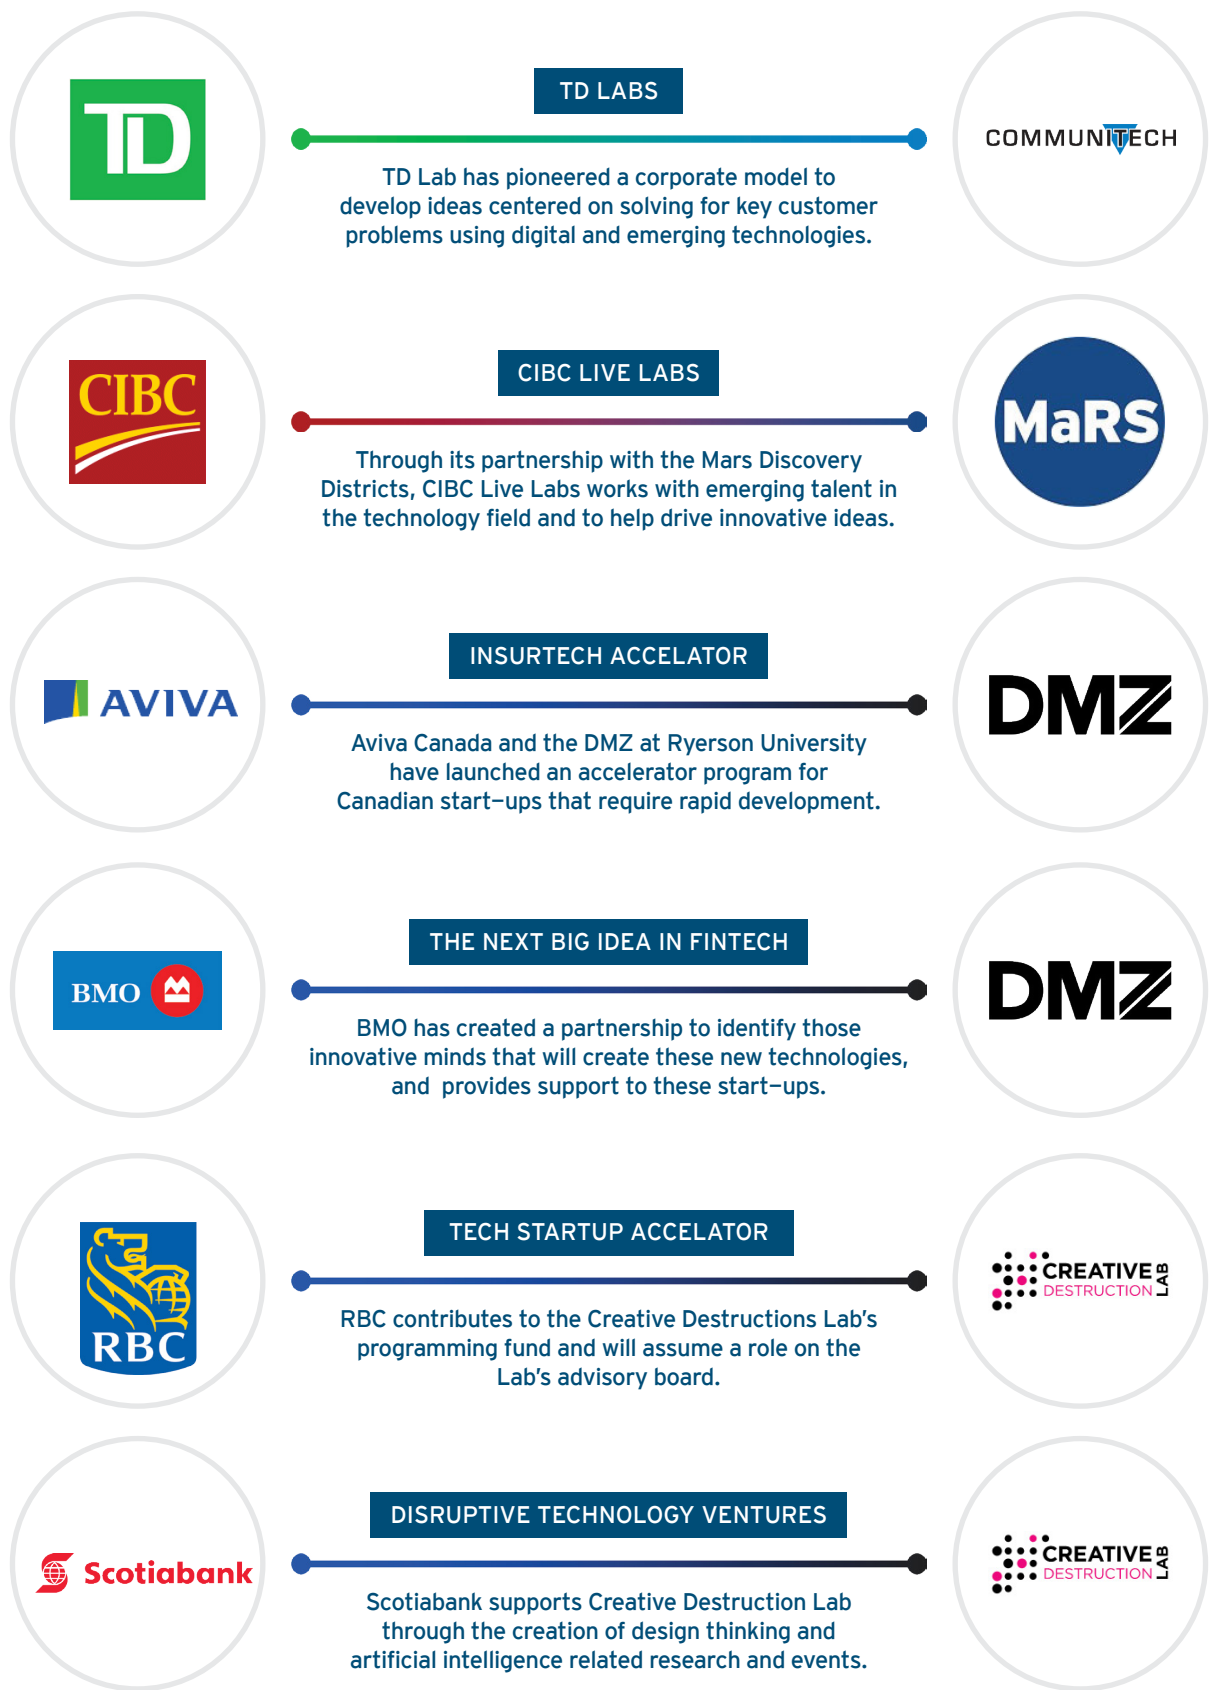 TD
TD LABS
COMMUNITECH
TD Lab has pioneered a corporate model to
develop ideas centered on solving for key customer
problems using digital and emerging technologies.
CIBC
CIBC LIVE LABS
MaRS
Through its partnership with the Mars Discovery
Districts, CIBC Live Labs works with emerging talent in
the technology field and to help drive innovative ideas.
AVIVA
INSURTECH ACCELATOR
DMZ
Aviva Canada and the DMZ at Ryerson University
have launched an accelerator program for
Canadian start-ups that require rapid development.
BMO
THE NEXT BIG IDEA IN FINTECH
DMZ
BMO has created a partnership to identify those
innovative minds that will create these new technologies,
and provides support to these start-ups.
RBC
TECH STARTUP ACCELATOR
CREATIVE
DESTRUCTION
LAB
RBC contributes to the Creative Destructions Lab's
programming fund and will assume a role on the
Lab's advisory board.
Scotiabank
DISRUPTIVE TECHNOLOGY VENTURES
CREATIVE
DESTRUCTION
LAB
Scotiabank supports Creative Destruction Lab
through the creation of design thinking and
artificial intelligence related research and events.